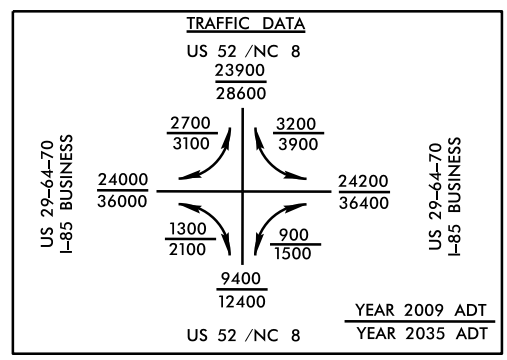 TRAFFIC DATA
US 52 /NC 8
23900
28600
2700
3100
3200
3900
US 29-64-70
I-85 BUSINESS
24000
36000
24200
36400
US 29-64-70
I-85 BUSINESS
1300
2100
900
1500
9400
12400
US 52 /NC 8
YEAR 2009 ADT
YEAR 2035 ADT